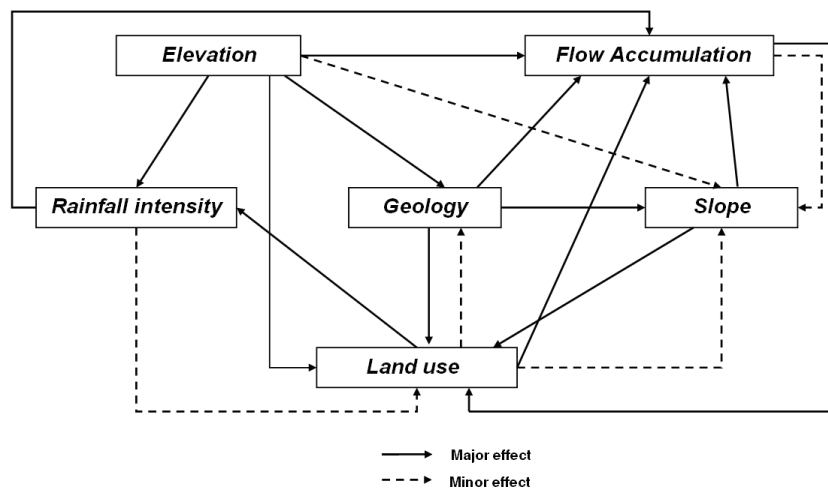 Elevation
Flow Accumulation
Rainfall intensity
Geology
Slope
Land use
Major effect
Minor effect